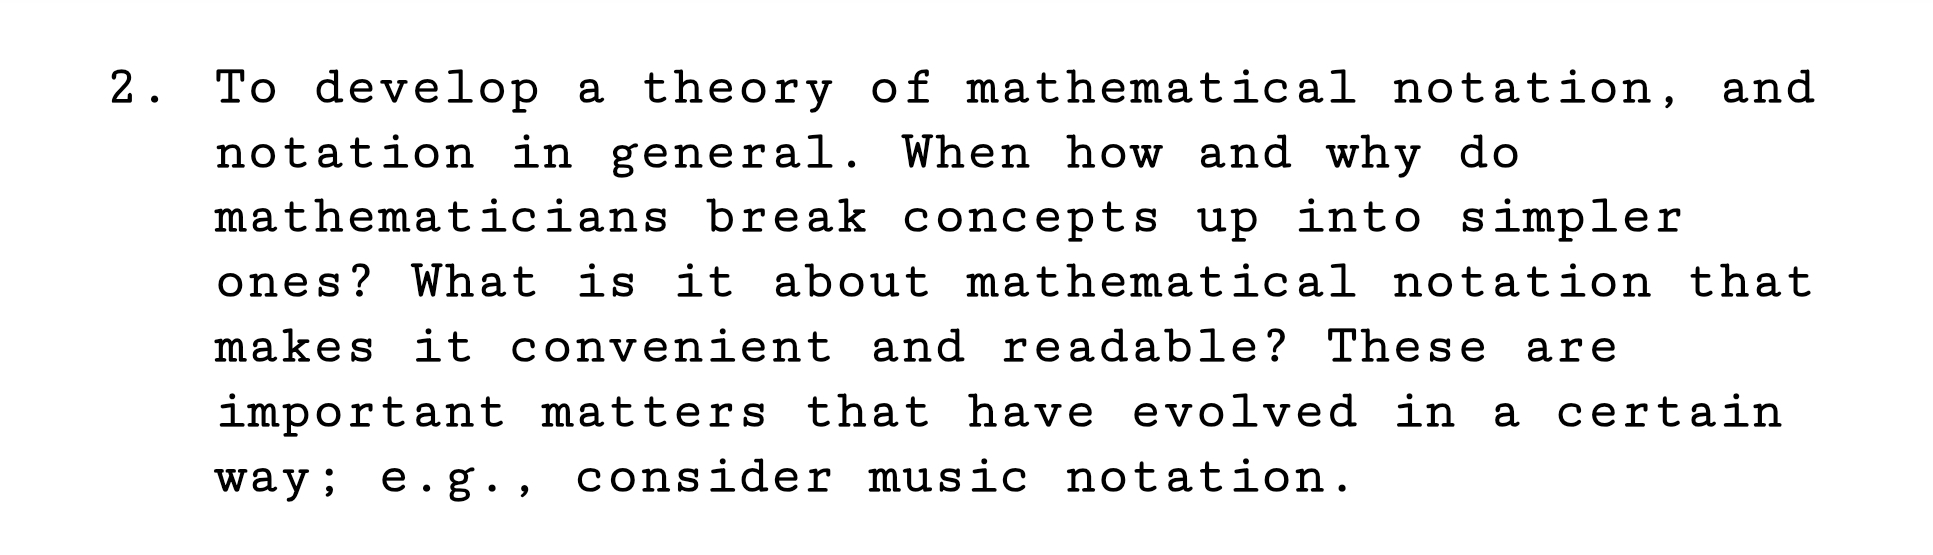 2. To develop a theory of mathematical notation, and
notation in general. When how and why do
mathematicians break concepts up into simpler
ones? What is it about mathematical notation that
makes it convenient and readable? These are
important matters that have evolved in a certain
way; e.g., consider music notation.